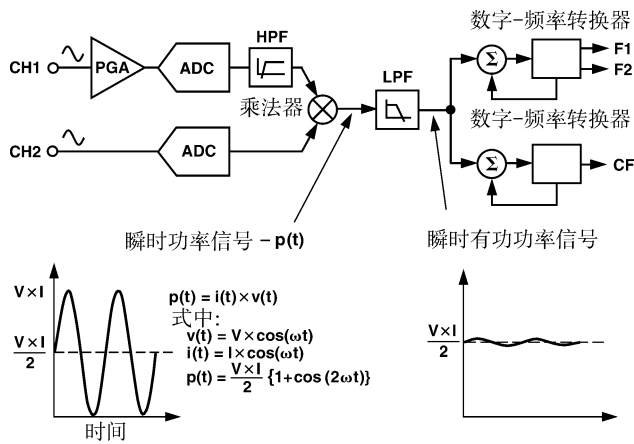 数字-频率转换器
HPF
CH1
PGA
ADC
Σ
F1
F2
LPF
乘法器
数字-频率转换器
CH2
ADC
Σ
CF
瞬时功率信号-p(t)
瞬时有功功率信号
V×I
V×I
2
时间
p(t) = i(t)×v(t)
式中:
v(t) = V×cos(ωt)
i(t) = I×cos(ωt)
p(t) = V×I/2 {1+cos (2ωt)}
V×I
2